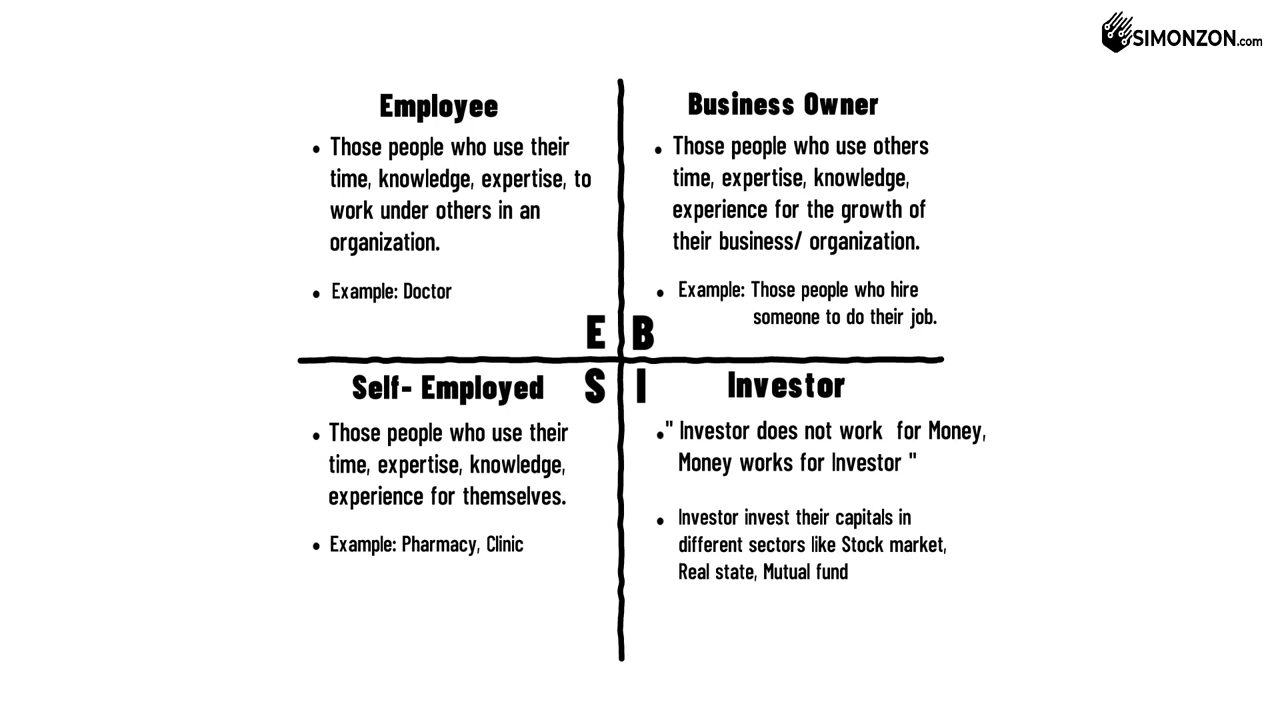 SIMONZON.com
Employee
• Those people who use their
time, knowledge, expertise, to
work under others in an
organization.
• Example: Doctor
E
Business Owner
• Those people who use others
time, expertise, knowledge,
experience for the growth of
their business/ organization.
• Example: Those people who hire
someone to do their job.
B
Self- Employed
S
• Those people who use their
time, expertise, knowledge,
experience for themselves.
• Example: Pharmacy, Clinic
I
Investor
•" Investor does not work for Money,
Money works for Investor "
• Investor invest their capitals in
different sectors like Stock market,
Real state, Mutual fund